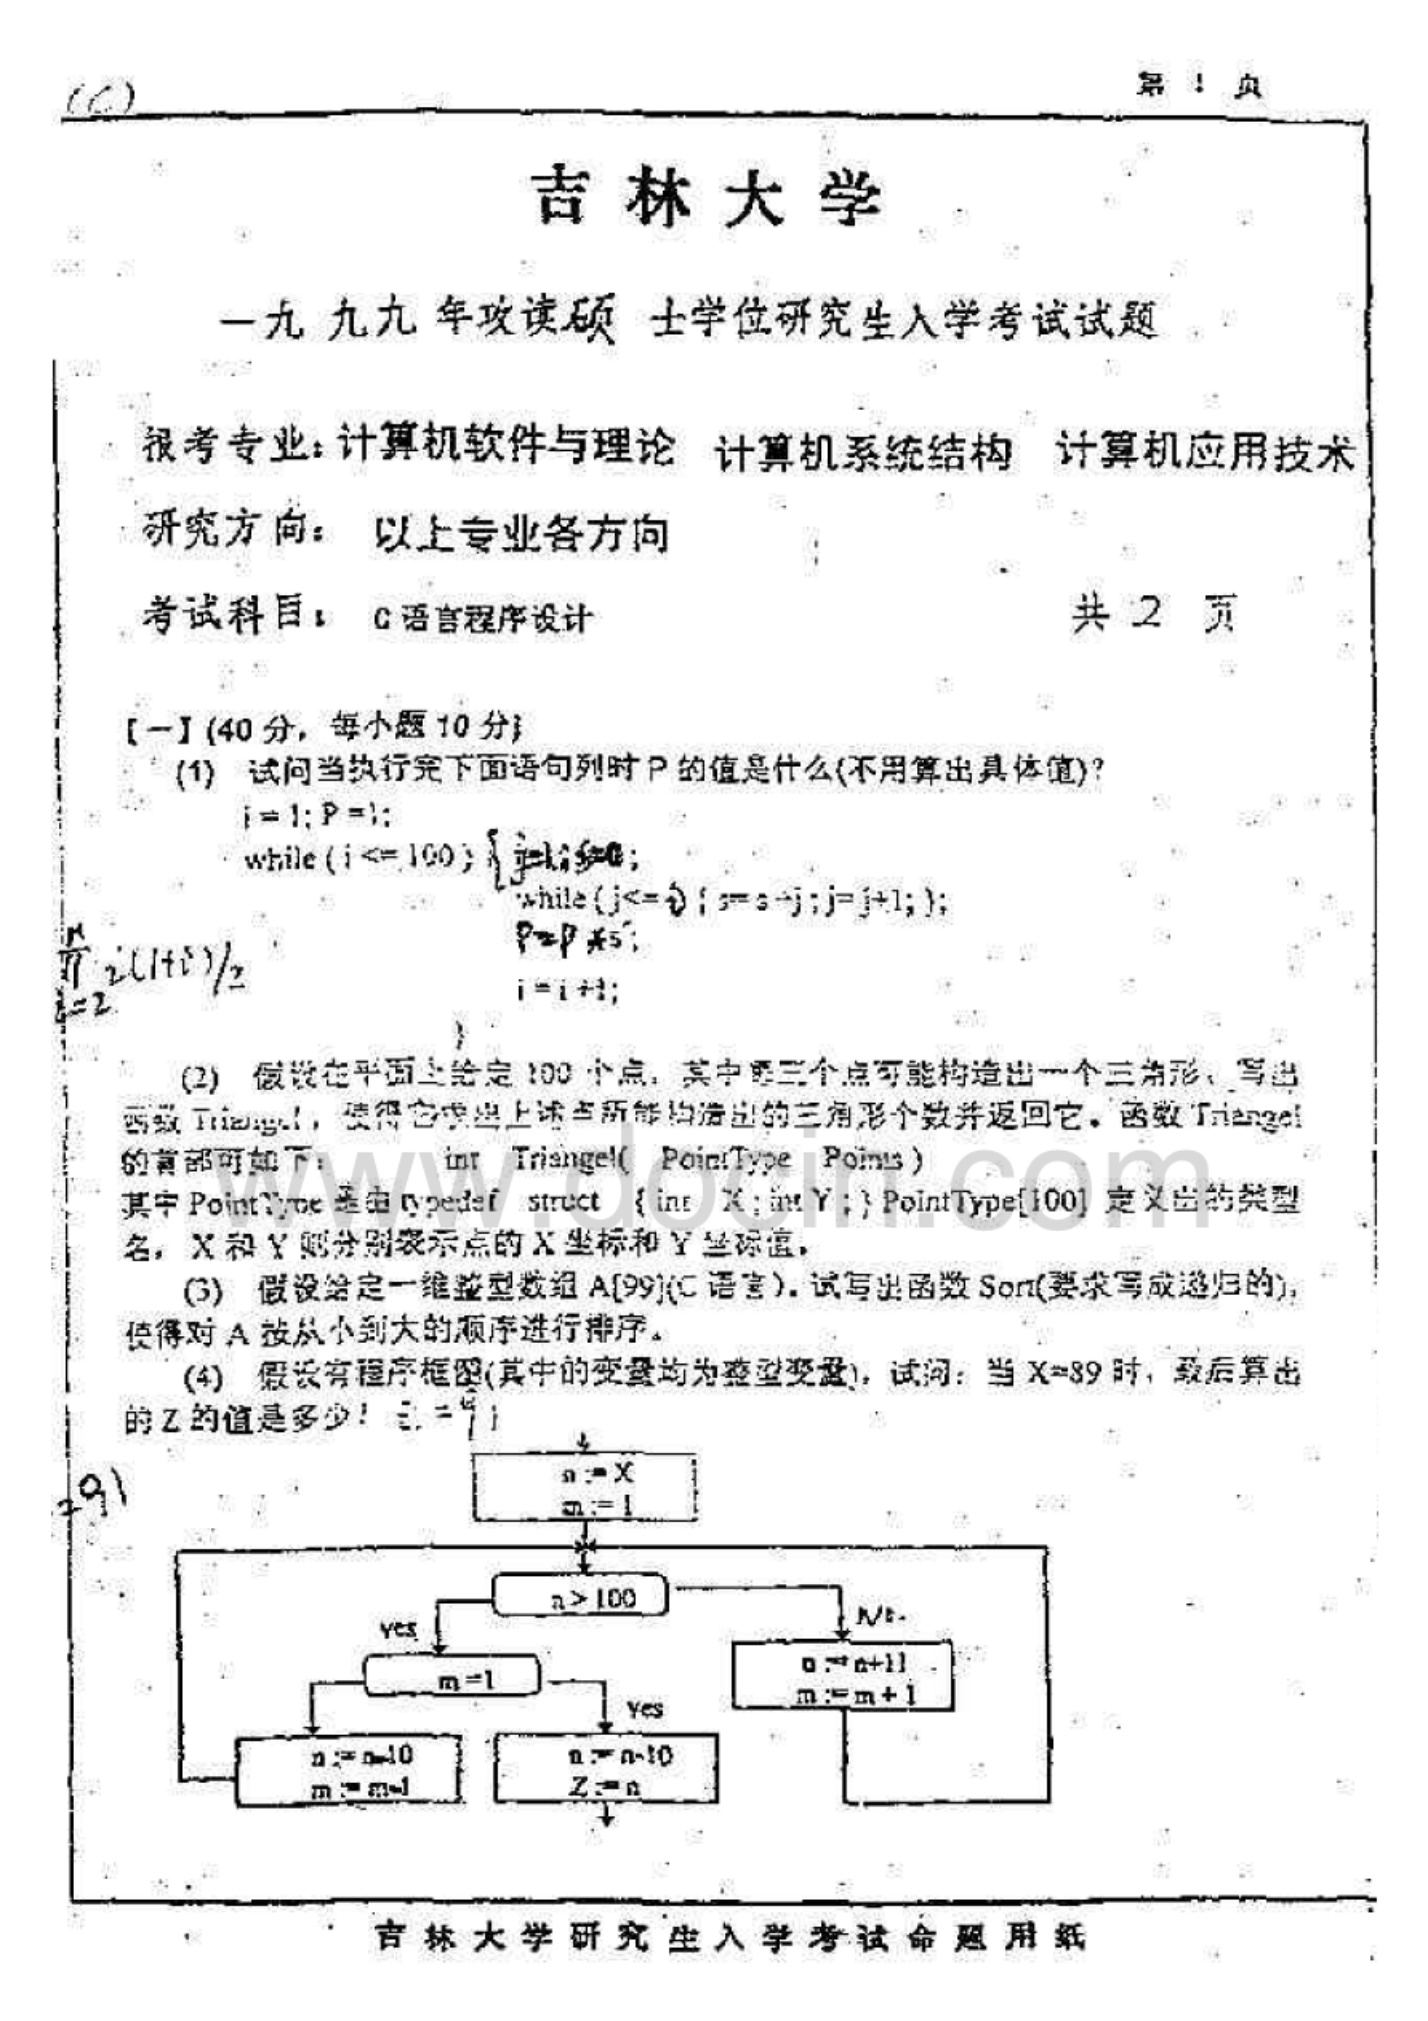 (C)
第 1 页
吉林大学
一九九九年攻读硕士学位研究生入学考试试题
报考专业: 计算机软件与理论 计算机系统结构 计算机应用技术
研究方向: 以上专业各方向
考试科目: C语言程序设计 共 2 页
【一】(40分，每小题10分)
(1) 试问当执行完下面语句列时 P 的值是什么(不用算出具体值)?
i = 1; P =1;
while ( i <= 100 ) { j=1; s=0;
while ( j<= i) { s= s+j ; j= j+1; };
P=P *s;
i = i +1;
}
π i(1+i)/2
i=2
(2) 假设在平面上给定 100 个点，其中每三个点可能构造出一个三角形，写出
函数 Triangel，使得它求出上述点所能构造出的三角形个数并返回它。函数 Triangel
的首部可如下: int Triangel( PointType Points )
其中 PointType 是由 typedef struct { int X ; int Y ; } PointType[100] 定义出的类型
名，X 和 Y 则分别表示点的 X 坐标和 Y 坐标值。
(3) 假设给定一维整型数组 A[99](C 语言)。试写出函数 Sort(要求写成递归的),
使得对 A 按从小到大的顺序进行排序。
(4) 假设有程序框图(其中的变量均为整型变量)，试问：当 X=89 时，最后算出
的 Z 的值是多少!
=91
n := X
m := 1
n > 100
yes
No
m =1
n := n+11
m := m + 1
yes
n := n-10
m := m-1
n := n-10
Z := n
www.docin.com
吉林大学研究生入学考试命题用纸